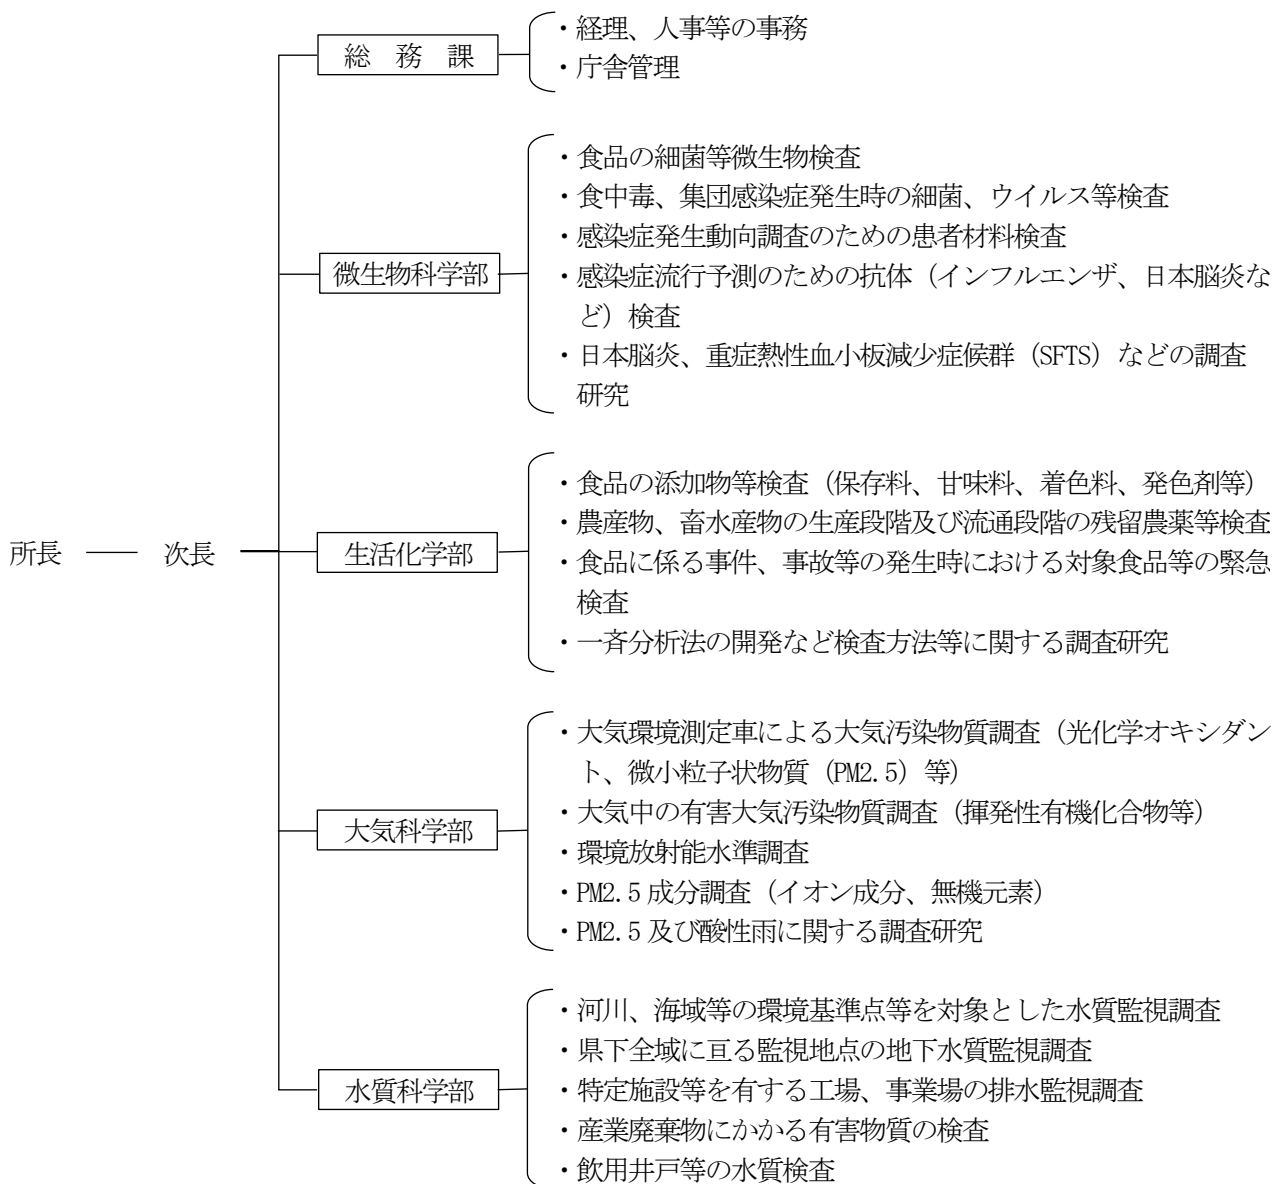 総務課
・経理、人事等の事務
・庁舎管理
微生物科学部
・食品の細菌等微生物検査
・食中毒、集団感染症発生時の細菌、ウイルス等検査
・感染症発生動向調査のための患者材料検査
・感染症流行予測のための抗体（インフルエンザ、日本脳炎な
ど）検査
・日本脳炎、重症熱性血小板減少症候群（SFTS）などの調査
研究
所長
次長
生活化学部
・食品の添加物等検査（保存料、甘味料、着色料、発色剤等）
・農産物、畜水産物の生産段階及び流通段階の残留農薬等検査
・食品に係る事件、事故等の発生時における対象食品等の緊急
検査
・一斉分析法の開発など検査方法等に関する調査研究
大気科学部
・大気環境測定車による大気汚染物質調査（光化学オキシダン
ト、微小粒子状物質（PM2.5）等）
・大気中の有害大気汚染物質調査（揮発性有機化合物等）
・環境放射能水準調査
・PM2.5 成分調査（イオン成分、無機元素）
・PM2.5 及び酸性雨に関する調査研究
水質科学部
・河川、海域等の環境基準点等を対象とした水質監視調査
・県下全域に亘る監視地点の地下水質監視調査
・特定施設等を有する工場、事業場の排水監視調査
・産業廃棄物にかかる有害物質の検査
・飲用井戸等の水質検査